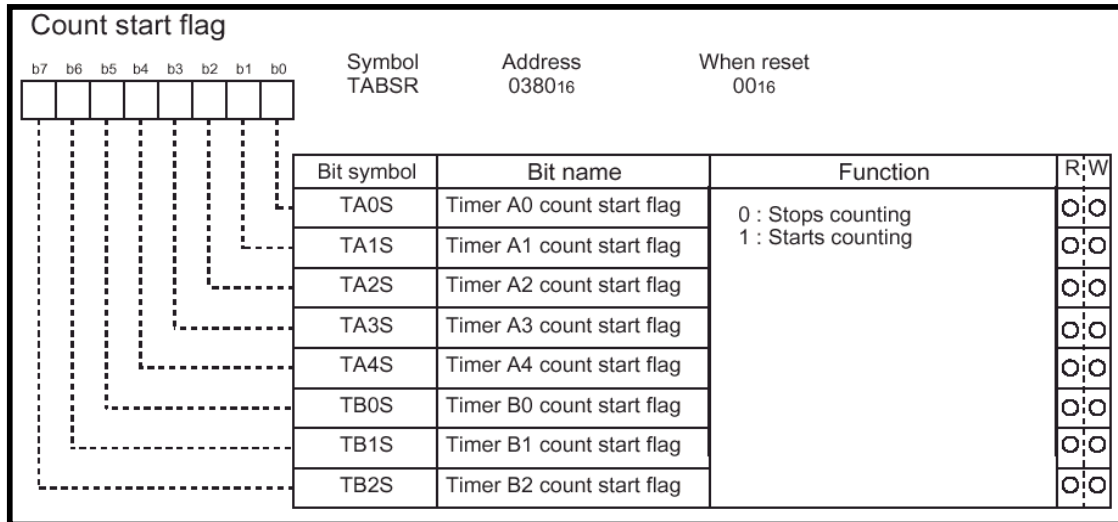 Count start flag
b7 b6 b5 b4 b3 b2 b1 b0
Symbol Address When reset
TABSR 038016 0016
Bit symbol Bit name Function R W
TA0S Timer A0 count start flag 0 : Stops counting
1 : Starts counting
TA1S Timer A1 count start flag
TA2S Timer A2 count start flag
TA3S Timer A3 count start flag
TA4S Timer A4 count start flag
TB0S Timer B0 count start flag
TB1S Timer B1 count start flag
TB2S Timer B2 count start flag